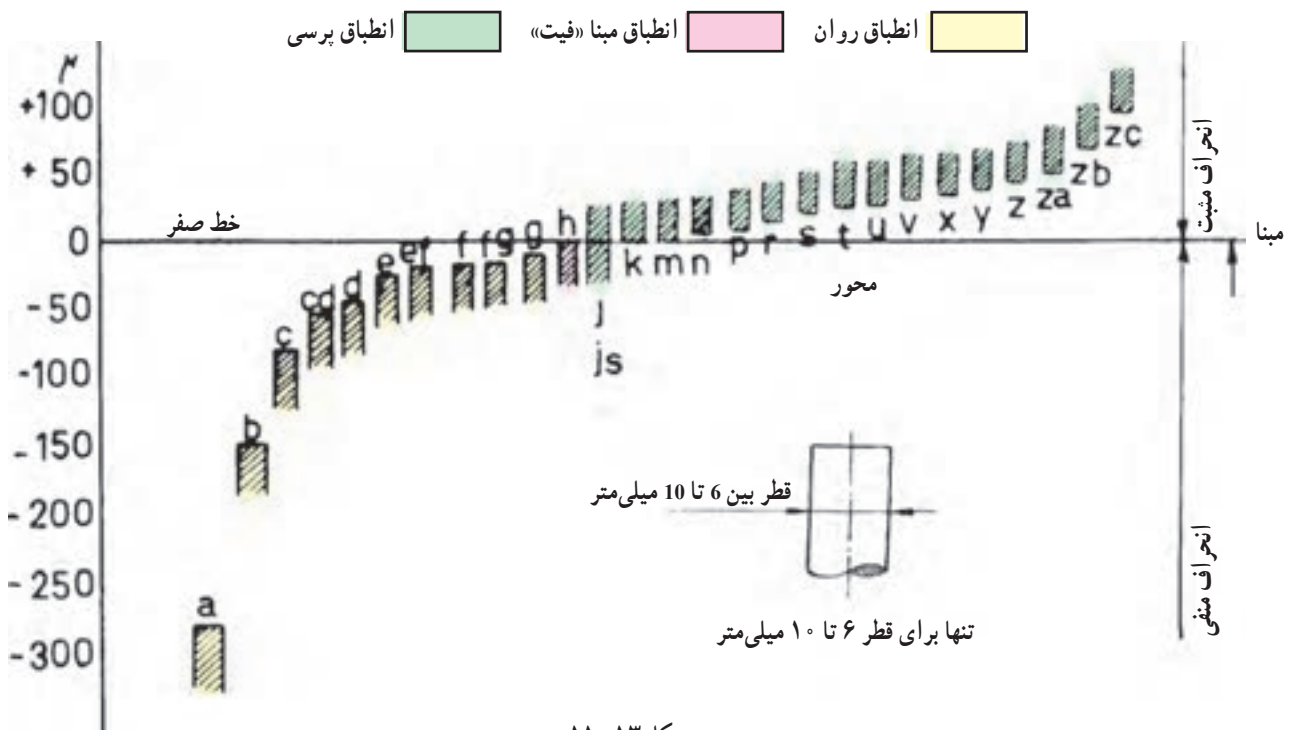 انطباق روان انطباق مبنا «فیت» انطباق پرسی
μ
+100
+ 50
0
- 50
-100
- 150
- 200
- 250
- 300
خط صفر
a
b
c
cd
d
e
ef
f
fg
g
h
j
js
k
m
n
p
r
s
t
u
v
x
y
z
za
zb
zc
محور
مبنا
انحراف مثبت
انحراف منفی
قطر بین 6 تا 10 میلی‌متر
تنها برای قطر ۶ تا ۱۰ میلی‌متر